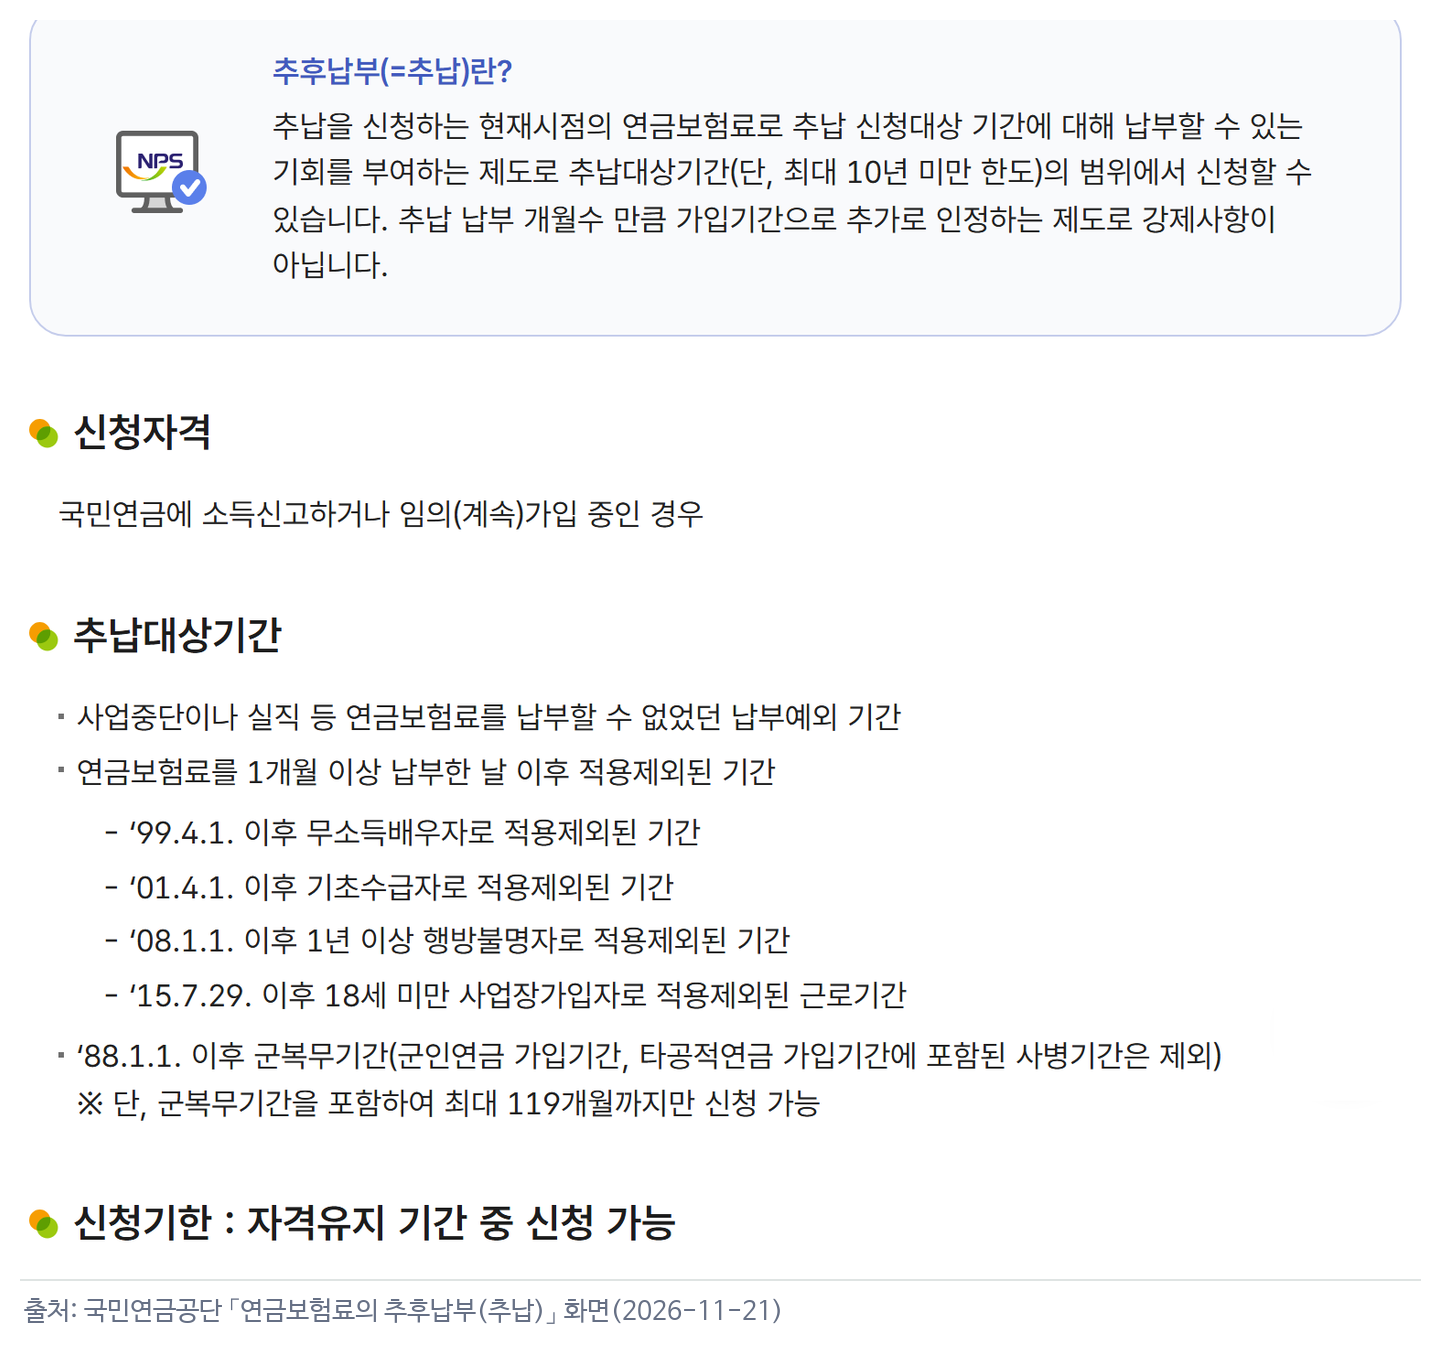 추후납부(=추납)란?
추납을 신청하는 현재시점의 연금보험료로 추납 신청대상 기간에 대해 납부할 수 있는
기회를 부여하는 제도로 추납대상기간(단, 최대 10년 미만 한도)의 범위에서 신청할 수
있습니다. 추납 납부 개월수 만큼 가입기간으로 추가로 인정하는 제도로 강제사항이
아닙니다.
NPS
신청자격
국민연금에 소득신고하거나 임의(계속)가입 중인 경우
추납대상기간
▪ 사업중단이나 실직 등 연금보험료를 납부할 수 없었던 납부예외 기간
▪ 연금보험료를 1개월 이상 납부한 날 이후 적용제외된 기간
- ‘99.4.1. 이후 무소득배우자로 적용제외된 기간
- ‘01.4.1. 이후 기초수급자로 적용제외된 기간
- ‘08.1.1. 이후 1년 이상 행방불명자로 적용제외된 기간
- ‘15.7.29. 이후 18세 미만 사업장가입자로 적용제외된 근로기간
▪ ‘88.1.1. 이후 군복무기간(군인연금 가입기간, 타공적연금 가입기간에 포함된 사병기간은 제외)
※ 단, 군복무기간을 포함하여 최대 119개월까지만 신청 가능
신청기한 : 자격유지 기간 중 신청 가능
출처: 국민연금공단 「연금보험료의 추후납부(추납)」 화면(2026-11-21)